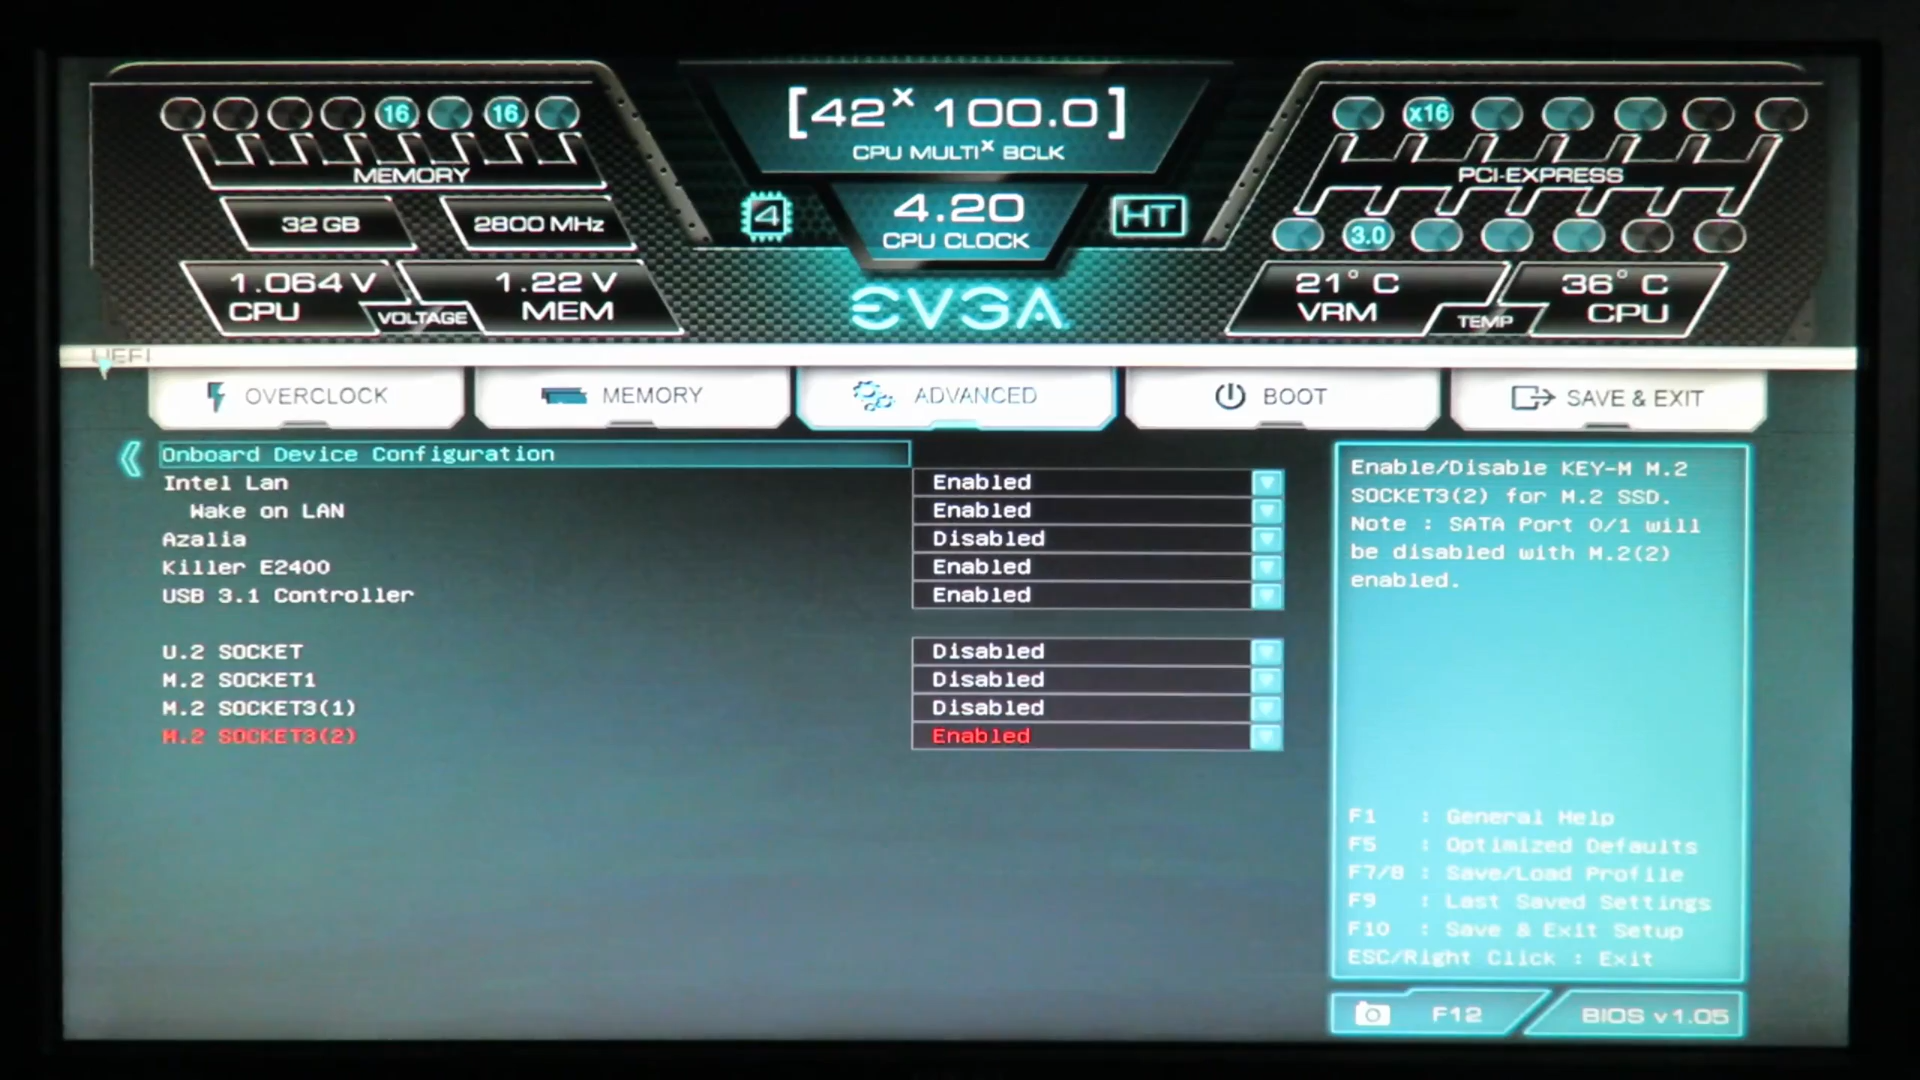 16 16
MEMORY
32 GB 2800 MHz
1.064 V CPU
VOLTAGE
1.22 V MEM
[42x 100.0]
CPU MULTIx BCLK
4
4.20
CPU CLOCK
HT
EVGA
x16
PCI-EXPRESS
3.0
21° C VRM
TEMP
36° C CPU
UEFI
OVERCLOCK MEMORY ADVANCED BOOT SAVE & EXIT
Onboard Device Configuration
Intel Lan Enabled
Wake on LAN Enabled
Azalia Disabled
Killer E2400 Enabled
USB 3.1 Controller Enabled
U.2 SOCKET Disabled
M.2 SOCKET1 Disabled
M.2 SOCKET3(1) Disabled
M.2 SOCKET3(2) Enabled
Enable/Disable KEY-M M.2
SOCKET3(2) for M.2 SSD.
Note : SATA Port 0/1 will
be disabled with M.2(2)
enabled.
F1 : General Help
F5 : Optimized Defaults
F7/8 : Save/Load Profile
F9 : Last Saved Settings
F10 : Save & Exit Setup
ESC/Right Click : Exit
F12 BIOS v1.05